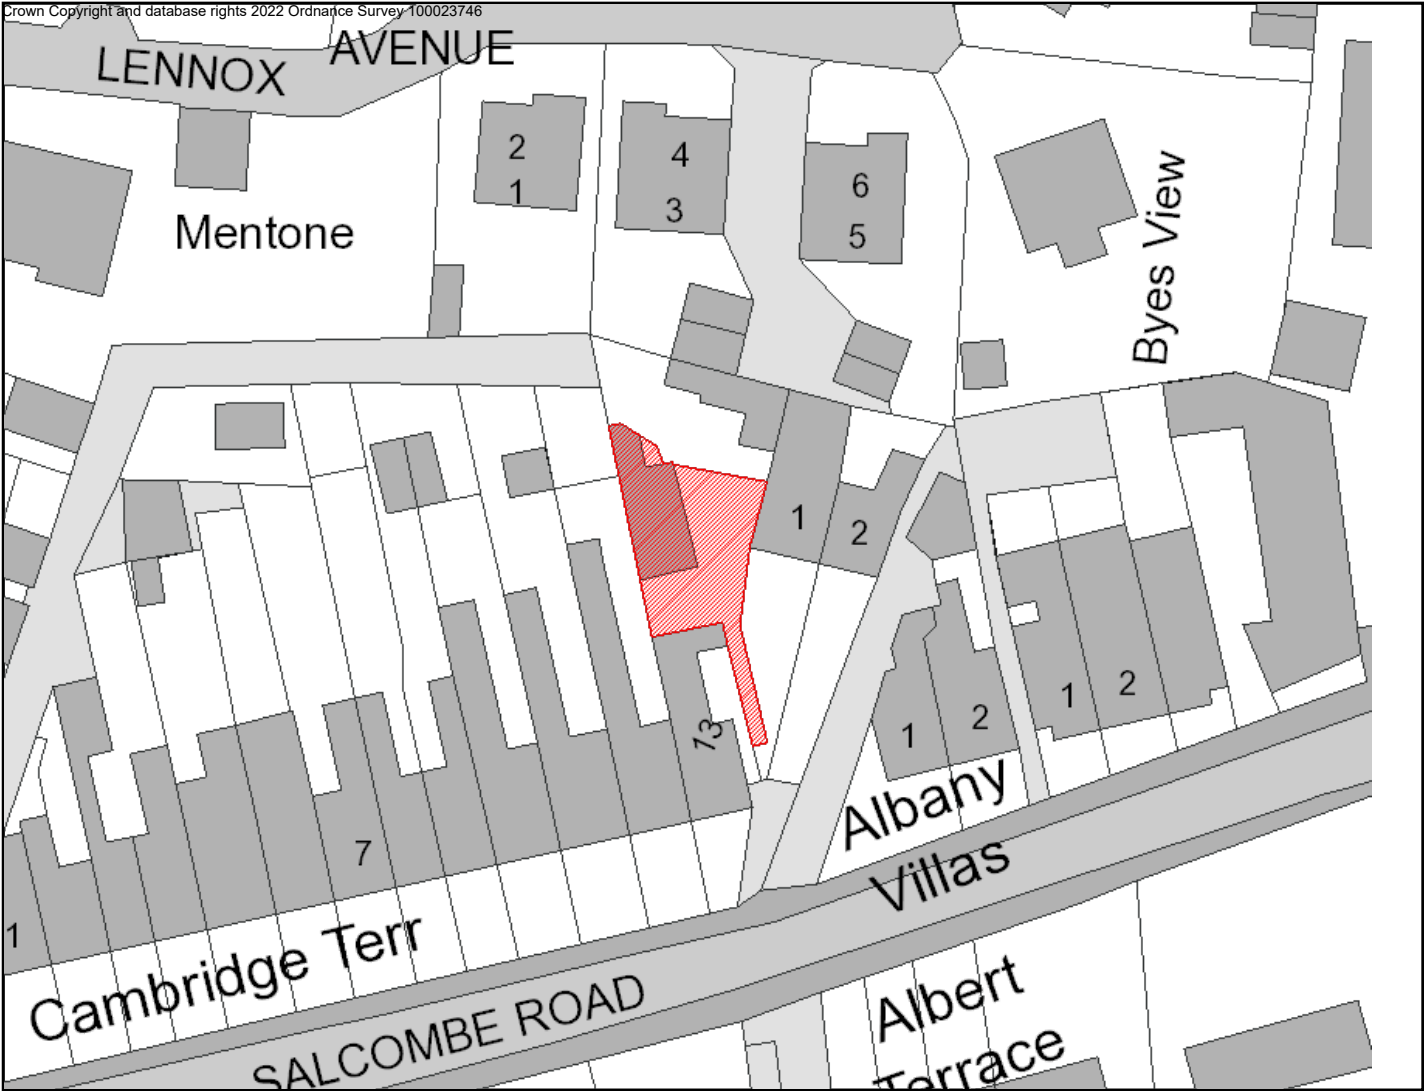 Crown Copyright and database rights 2022 Ordnance Survey 100023746
LENNOX AVENUE
2
1
4
3
6
5
Mentone
Byes View
1
2
1
2
1
2
13
7
1
Albany
Villas
Cambridge Terr
SALCOMBE ROAD
Albert
Terrace